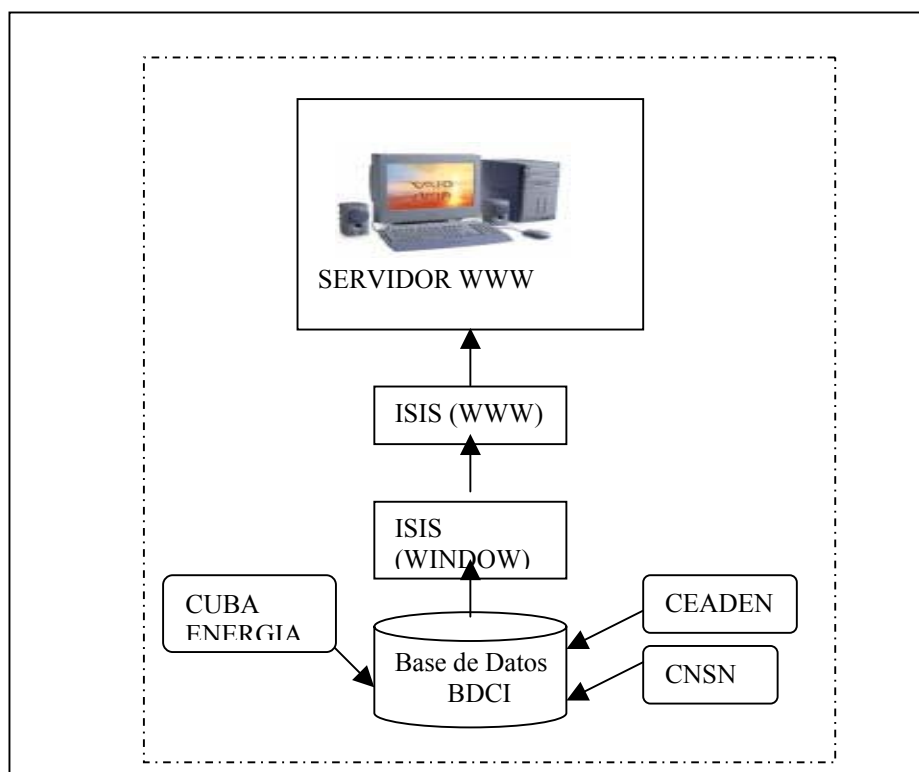 SERVIDOR WWW
ISIS (WWW)
ISIS
(WINDOW)
CUBA
ENERGIA
CEADEN
Base de Datos
BDCI
CNSN